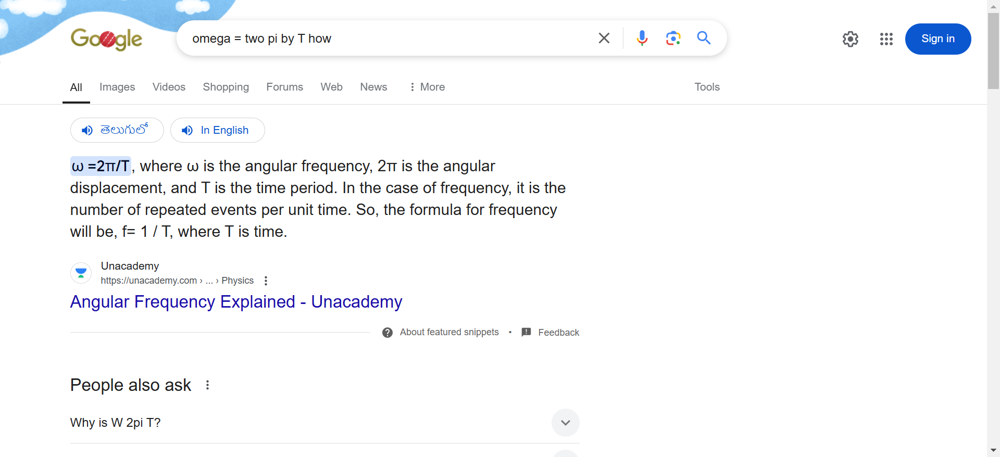 Google
omega = two pi by T how
Sign in
All Images Videos Shopping Forums Web News More Tools
తెలుగులో In English
ω =2π/T, where ω is the angular frequency, 2π is the angular
displacement, and T is the time period. In the case of frequency, it is the
number of repeated events per unit time. So, the formula for frequency
will be, f= 1 / T, where T is time.
Unacademy
https://unacademy.com › ... › Physics
Angular Frequency Explained - Unacademy
About featured snippets • Feedback
People also ask
Why is W 2pi T?